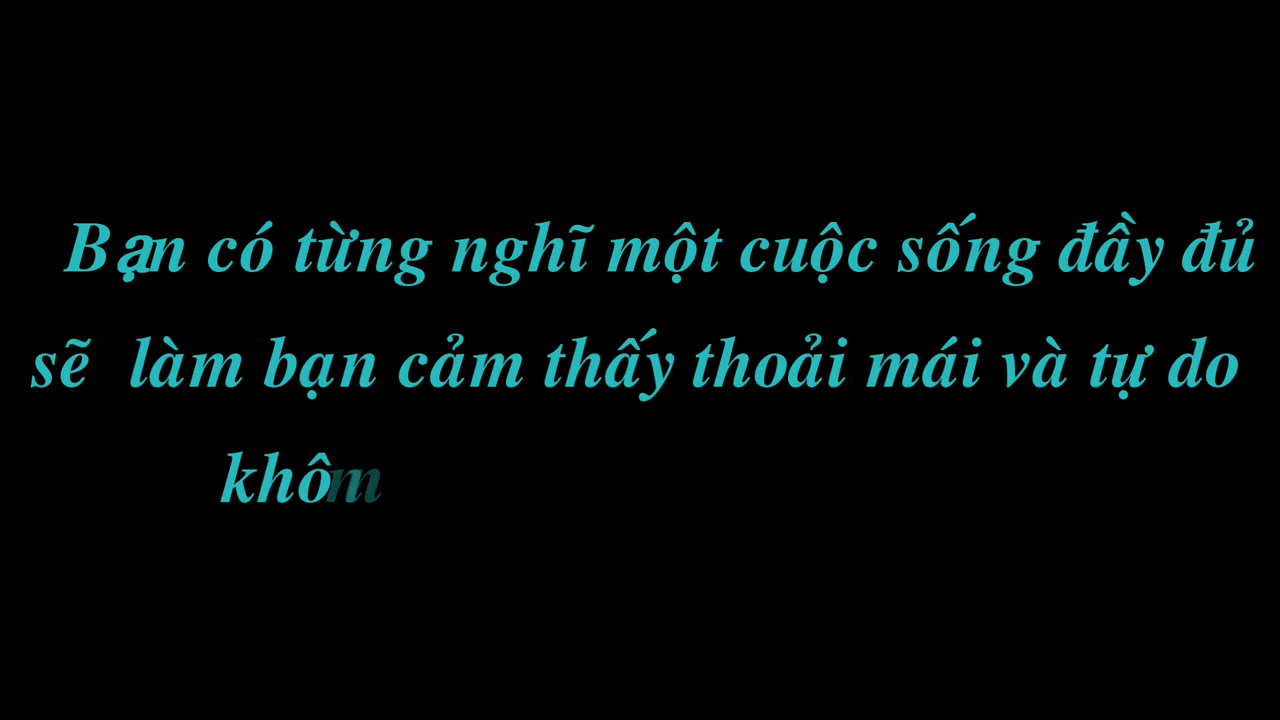 Bạn có từng nghĩ một cuộc sống đầy đủ
sẽ làm bạn cảm thấy thoải mái và tự do